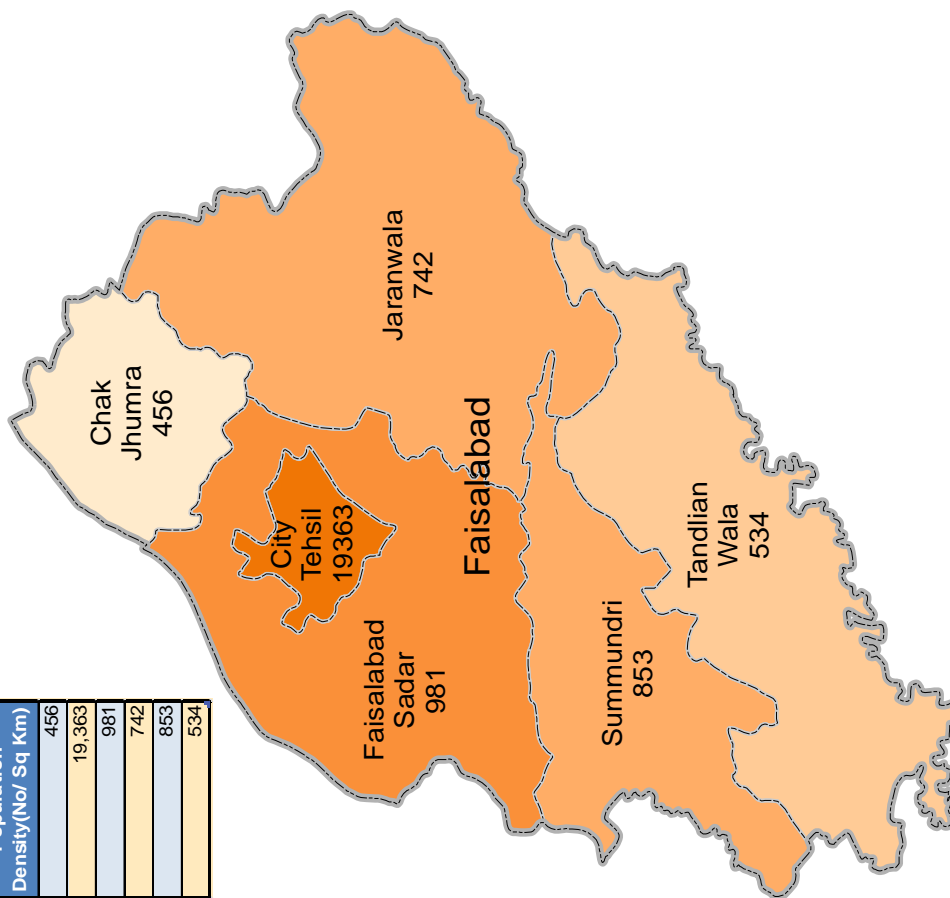 Density(No/ Sq Km)
456
19,363
981
742
853
534
Chak
Jhumra
456
City
Tehsil
19363
Faisalabad
Sadar
981
Jaranwala
742
Faisalabad
Summundri
853
Tandlian
Wala
534